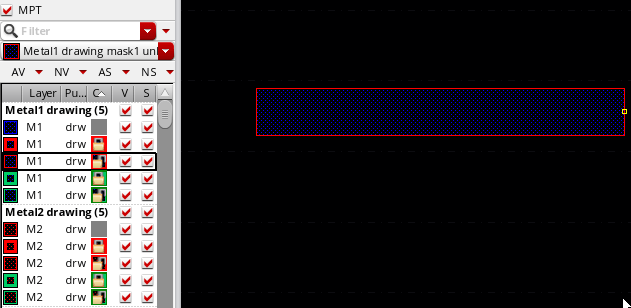 MPT
Filter
Metal1 drawing mask1 unl
AV NV AS NS
Layer Pu... C V S
Metal1 drawing (5)
M1 drw
M1 drw
M1 drw
M1 drw
M1 drw
Metal2 drawing (5)
M2 drw
M2 drw
M2 drw
M2 drw
M2 drw